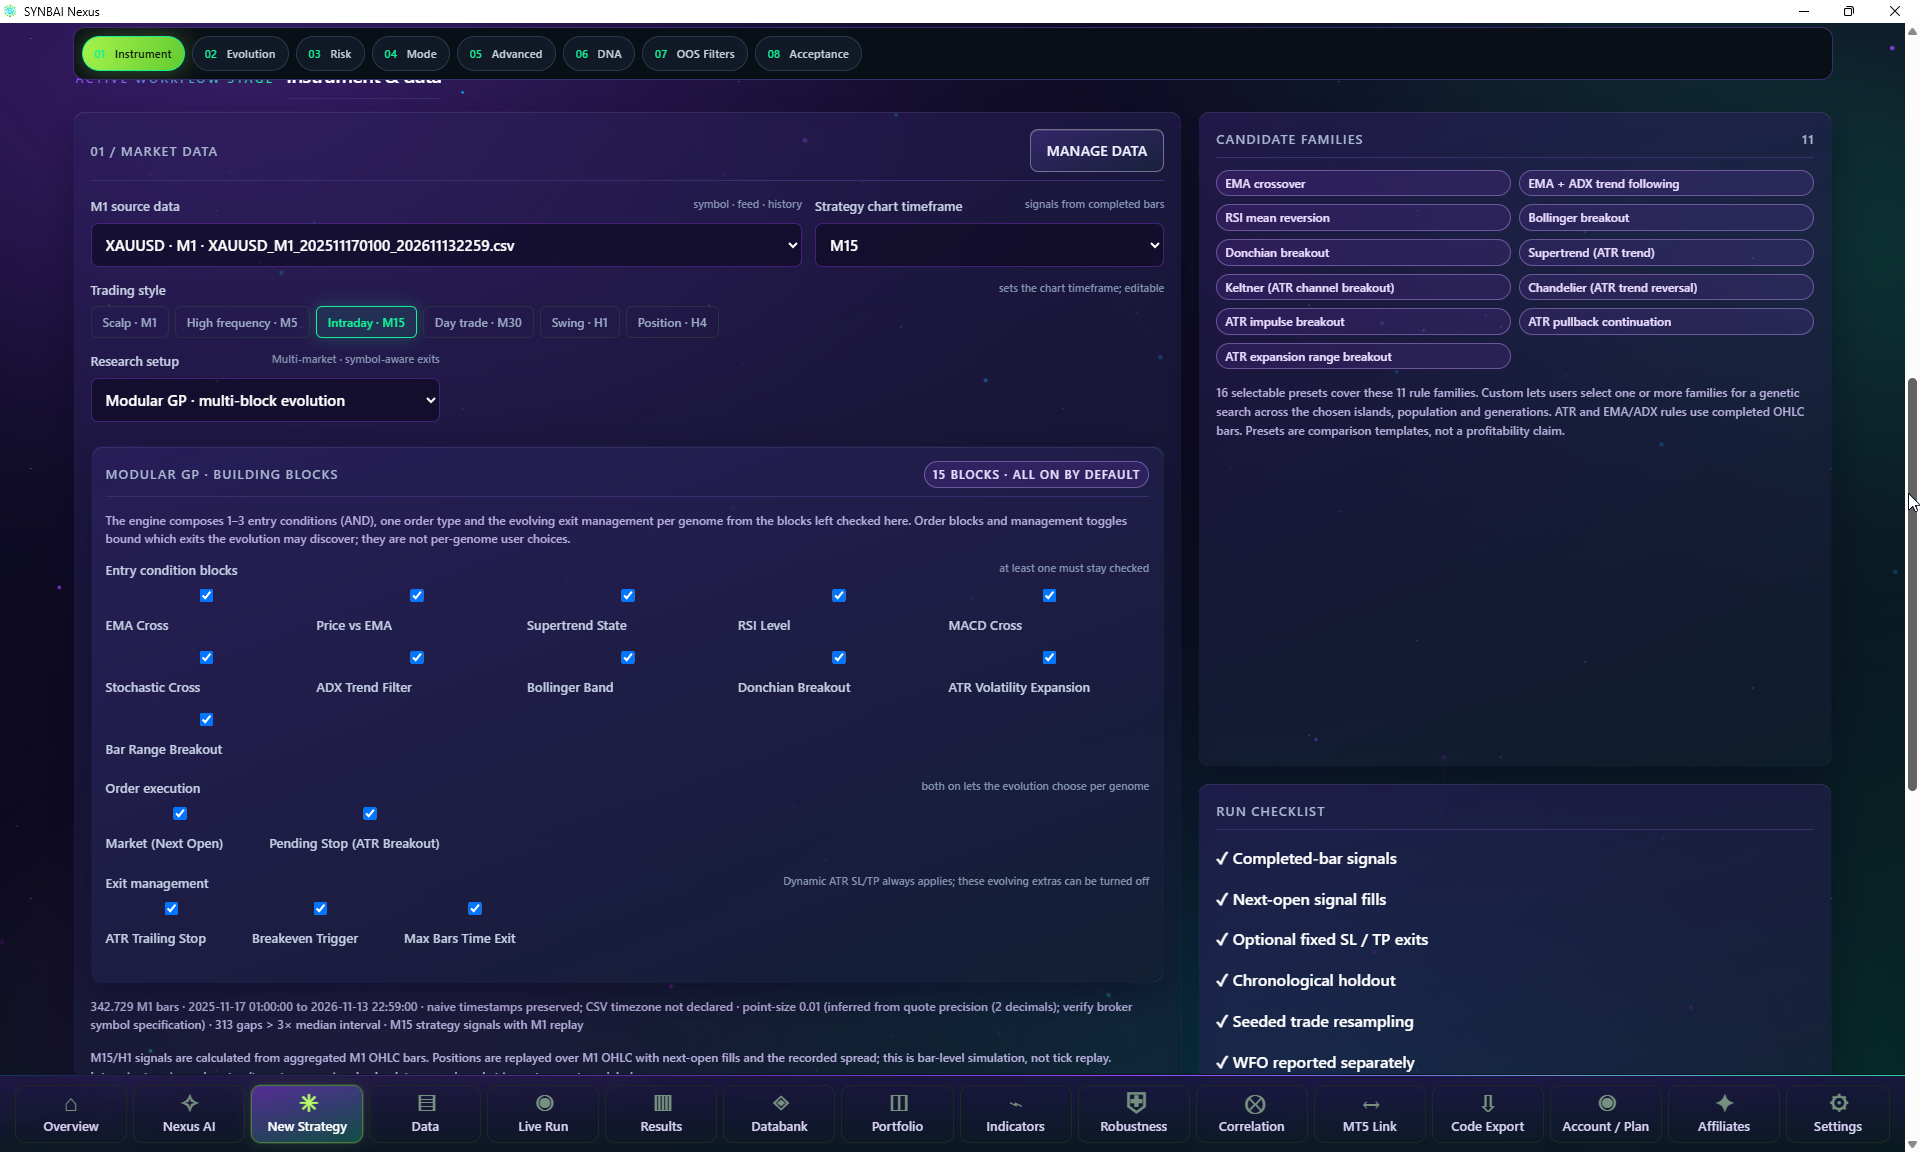 SYNBAI Nexus
01 Instrument
02 Evolution
03 Risk
04 Mode
05 Advanced
06 DNA
07 OOS Filters
08 Acceptance
ACTIVE WORKFLOW STAGE Instrument & data
01 / MARKET DATA
MANAGE DATA
M1 source data
symbol · feed · history
XAUUSD · M1 · XAUUSD_M1_202511170100_202611132259.csv
Strategy chart timeframe
signals from completed bars
M15
Trading style
sets the chart timeframe; editable
Scalp · M1
High frequency · M5
Intraday · M15
Day trade · M30
Swing · H1
Position · H4
Research setup
Multi-market · symbol-aware exits
Modular GP · multi-block evolution
MODULAR GP · BUILDING BLOCKS
15 BLOCKS · ALL ON BY DEFAULT
The engine composes 1–3 entry conditions (AND), one order type and the evolving exit management per genome from the blocks left checked here. Order blocks and management toggles
bound which exits the evolution may discover; they are not per-genome user choices.
Entry condition blocks
at least one must stay checked
EMA Cross
Price vs EMA
Supertrend State
RSI Level
MACD Cross
Stochastic Cross
ADX Trend Filter
Bollinger Band
Donchian Breakout
ATR Volatility Expansion
Bar Range Breakout
Order execution
both on lets the evolution choose per genome
Market (Next Open)
Pending Stop (ATR Breakout)
Exit management
Dynamic ATR SL/TP always applies; these evolving extras can be turned off
ATR Trailing Stop
Breakeven Trigger
Max Bars Time Exit
342.729 M1 bars · 2025-11-17 01:00:00 to 2026-11-13 22:59:00 · naive timestamps preserved; CSV timezone not declared · point-size 0.01 (inferred from quote precision (2 decimals); verify broker
symbol specification) · 313 gaps > 3× median interval · M15 strategy signals with M1 replay
M15/H1 signals are calculated from aggregated M1 OHLC bars. Positions are replayed over M1 OHLC with next-open fills and the recorded spread; this is bar-level simulation, not tick replay.
CANDIDATE FAMILIES
11
EMA crossover
EMA + ADX trend following
RSI mean reversion
Bollinger breakout
Donchian breakout
Supertrend (ATR trend)
Keltner (ATR channel breakout)
Chandelier (ATR trend reversal)
ATR impulse breakout
ATR pullback continuation
ATR expansion range breakout
16 selectable presets cover these 11 rule families. Custom lets users select one or more families for a genetic
search across the chosen islands, population and generations. ATR and EMA/ADX rules use completed OHLC
bars. Presets are comparison templates, not a profitability claim.
RUN CHECKLIST
✓ Completed-bar signals
✓ Next-open signal fills
✓ Optional fixed SL / TP exits
✓ Chronological holdout
✓ Seeded trade resampling
✓ WFO reported separately
Overview
Nexus AI
New Strategy
Data
Live Run
Results
Databank
Portfolio
Indicators
Robustness
Correlation
MT5 Link
Code Export
Account / Plan
Affiliates
Settings